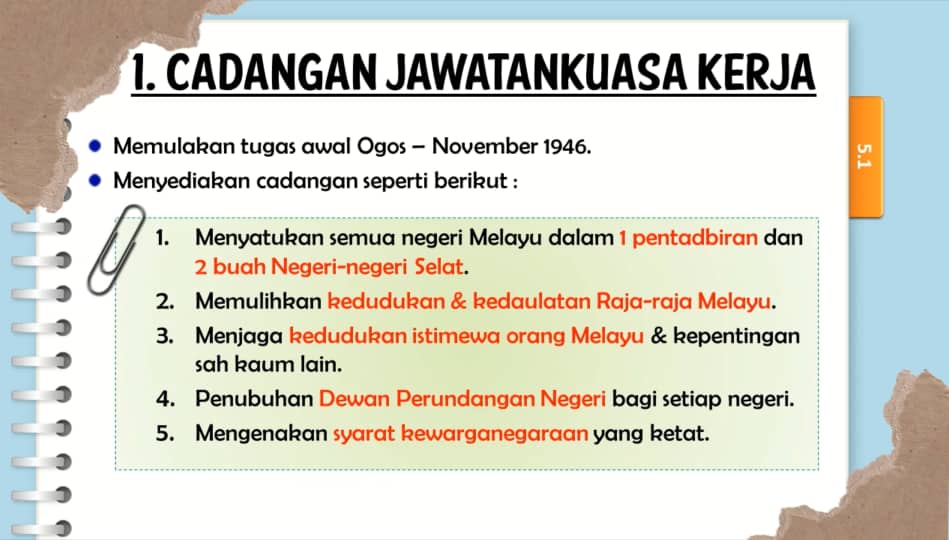 1. CADANGAN JAWATANKUASA KERJA
5.1
• Memulakan tugas awal Ogos – November 1946.
• Menyediakan cadangan seperti berikut :
1. Menyatukan semua negeri Melayu dalam 1 pentadbiran dan
2 buah Negeri-negeri Selat.
2. Memulihkan kedudukan & kedaulatan Raja-raja Melayu.
3. Menjaga kedudukan istimewa orang Melayu & kepentingan
sah kaum lain.
4. Penubuhan Dewan Perundangan Negeri bagi setiap negeri.
5. Mengenakan syarat kewarganegaraan yang ketat.